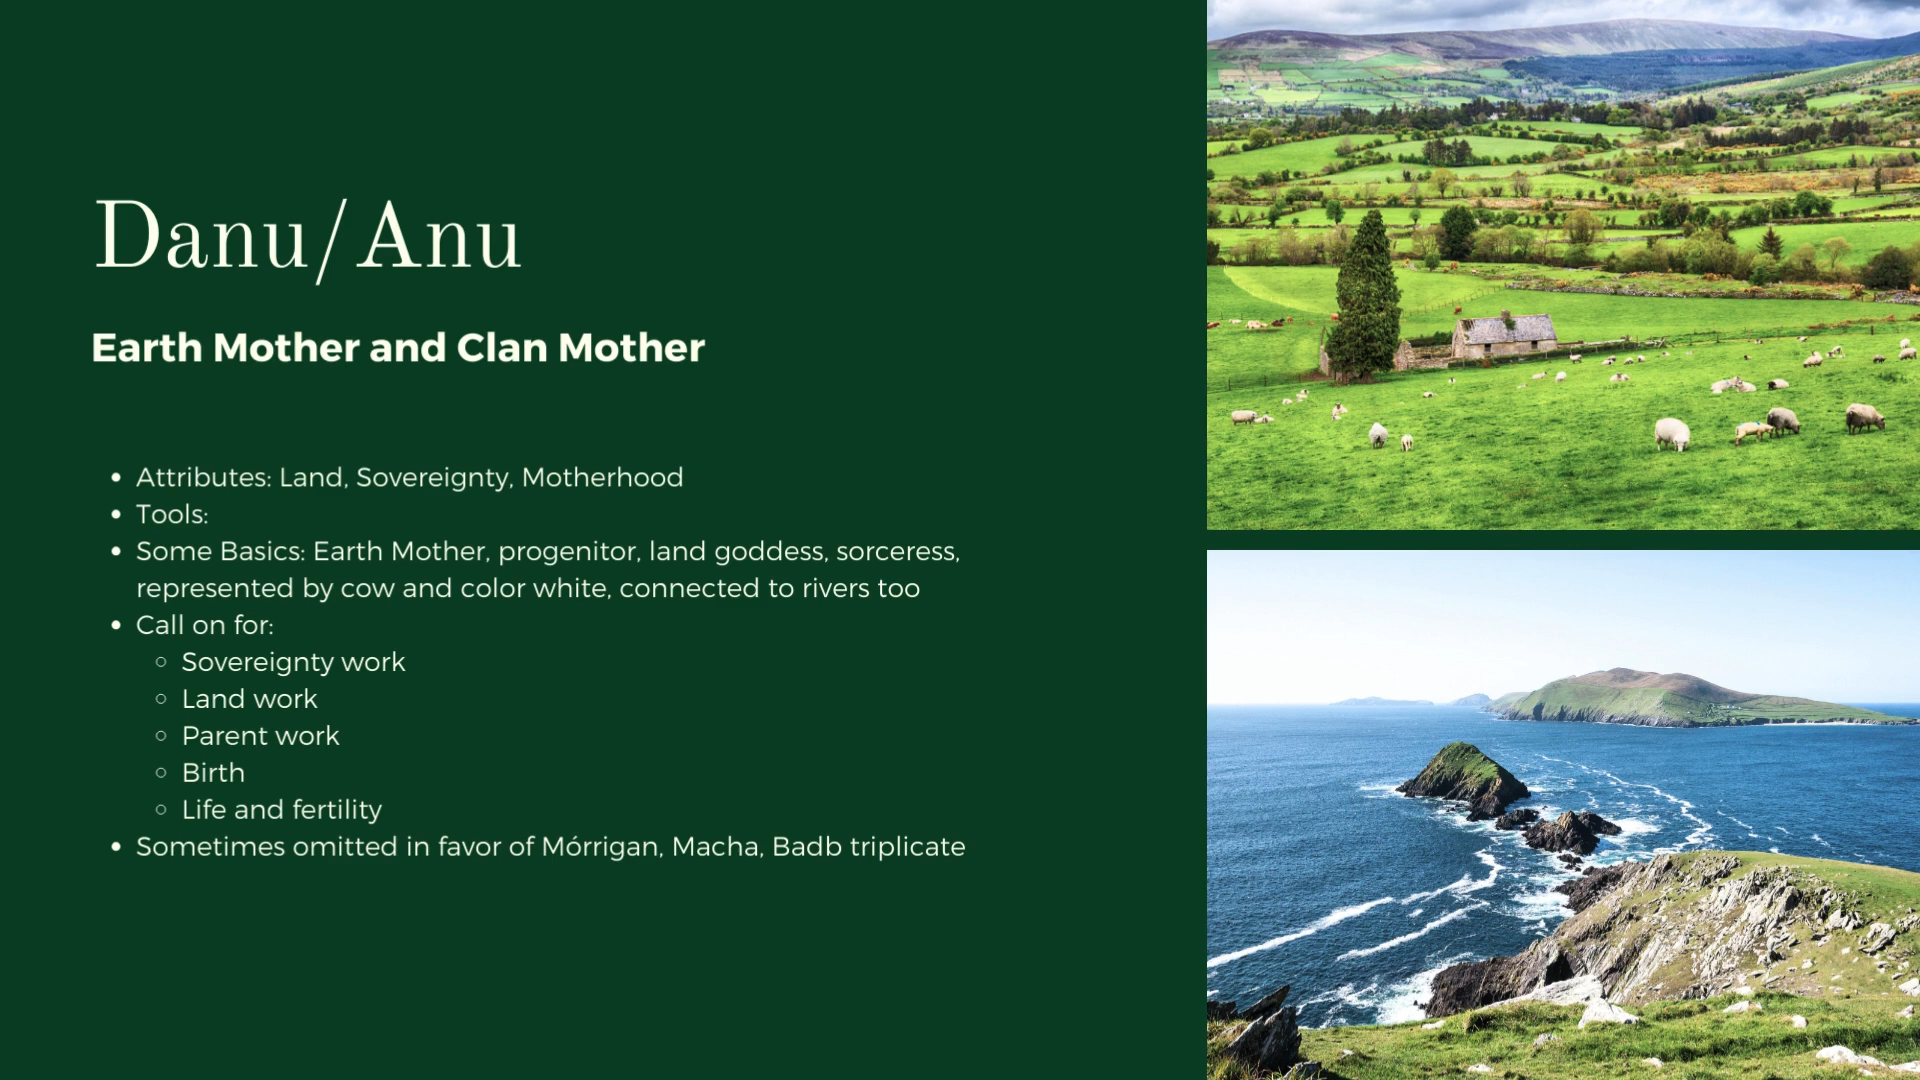 Danu/Anu
Earth Mother and Clan Mother
• Attributes: Land, Sovereignty, Motherhood
• Tools:
• Some Basics: Earth Mother, progenitor, land goddess, sorceress,
represented by cow and color white, connected to rivers too
• Call on for:
○ Sovereignty work
○ Land work
○ Parent work
○ Birth
○ Life and fertility
• Sometimes omitted in favor of Mórrigan, Macha, Badb triplicate